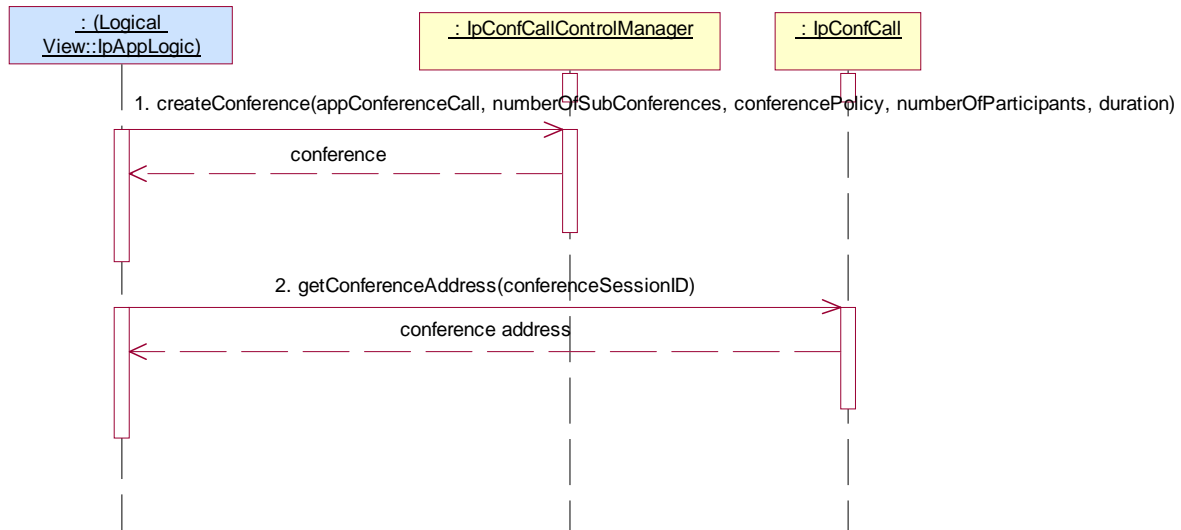 : (Logical
View::IpAppLogic)
: IpConfCallControlManager
: IpConfCall
1. createConference(appConferenceCall, numberOfSubConferences, conferencePolicy, numberOfParticipants, duration)
conference
2. getConferenceAddress(conferenceSessionID)
conference address